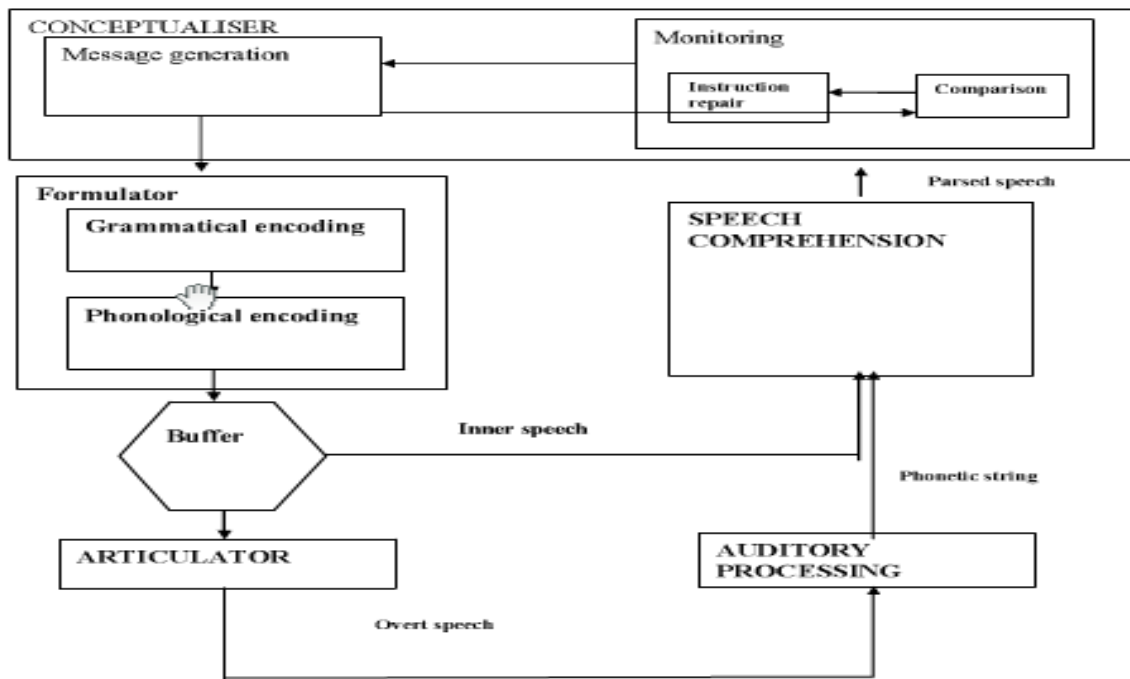 CONCEPTUALISER
Message generation
Monitoring
Instruction
repair
Comparison
Parsed speech
Formulator
Grammatical encoding
Phonological encoding
SPEECH
COMPREHENSION
Buffer
Inner speech
Phonetic string
ARTICULATOR
AUDITORY
PROCESSING
Overt speech